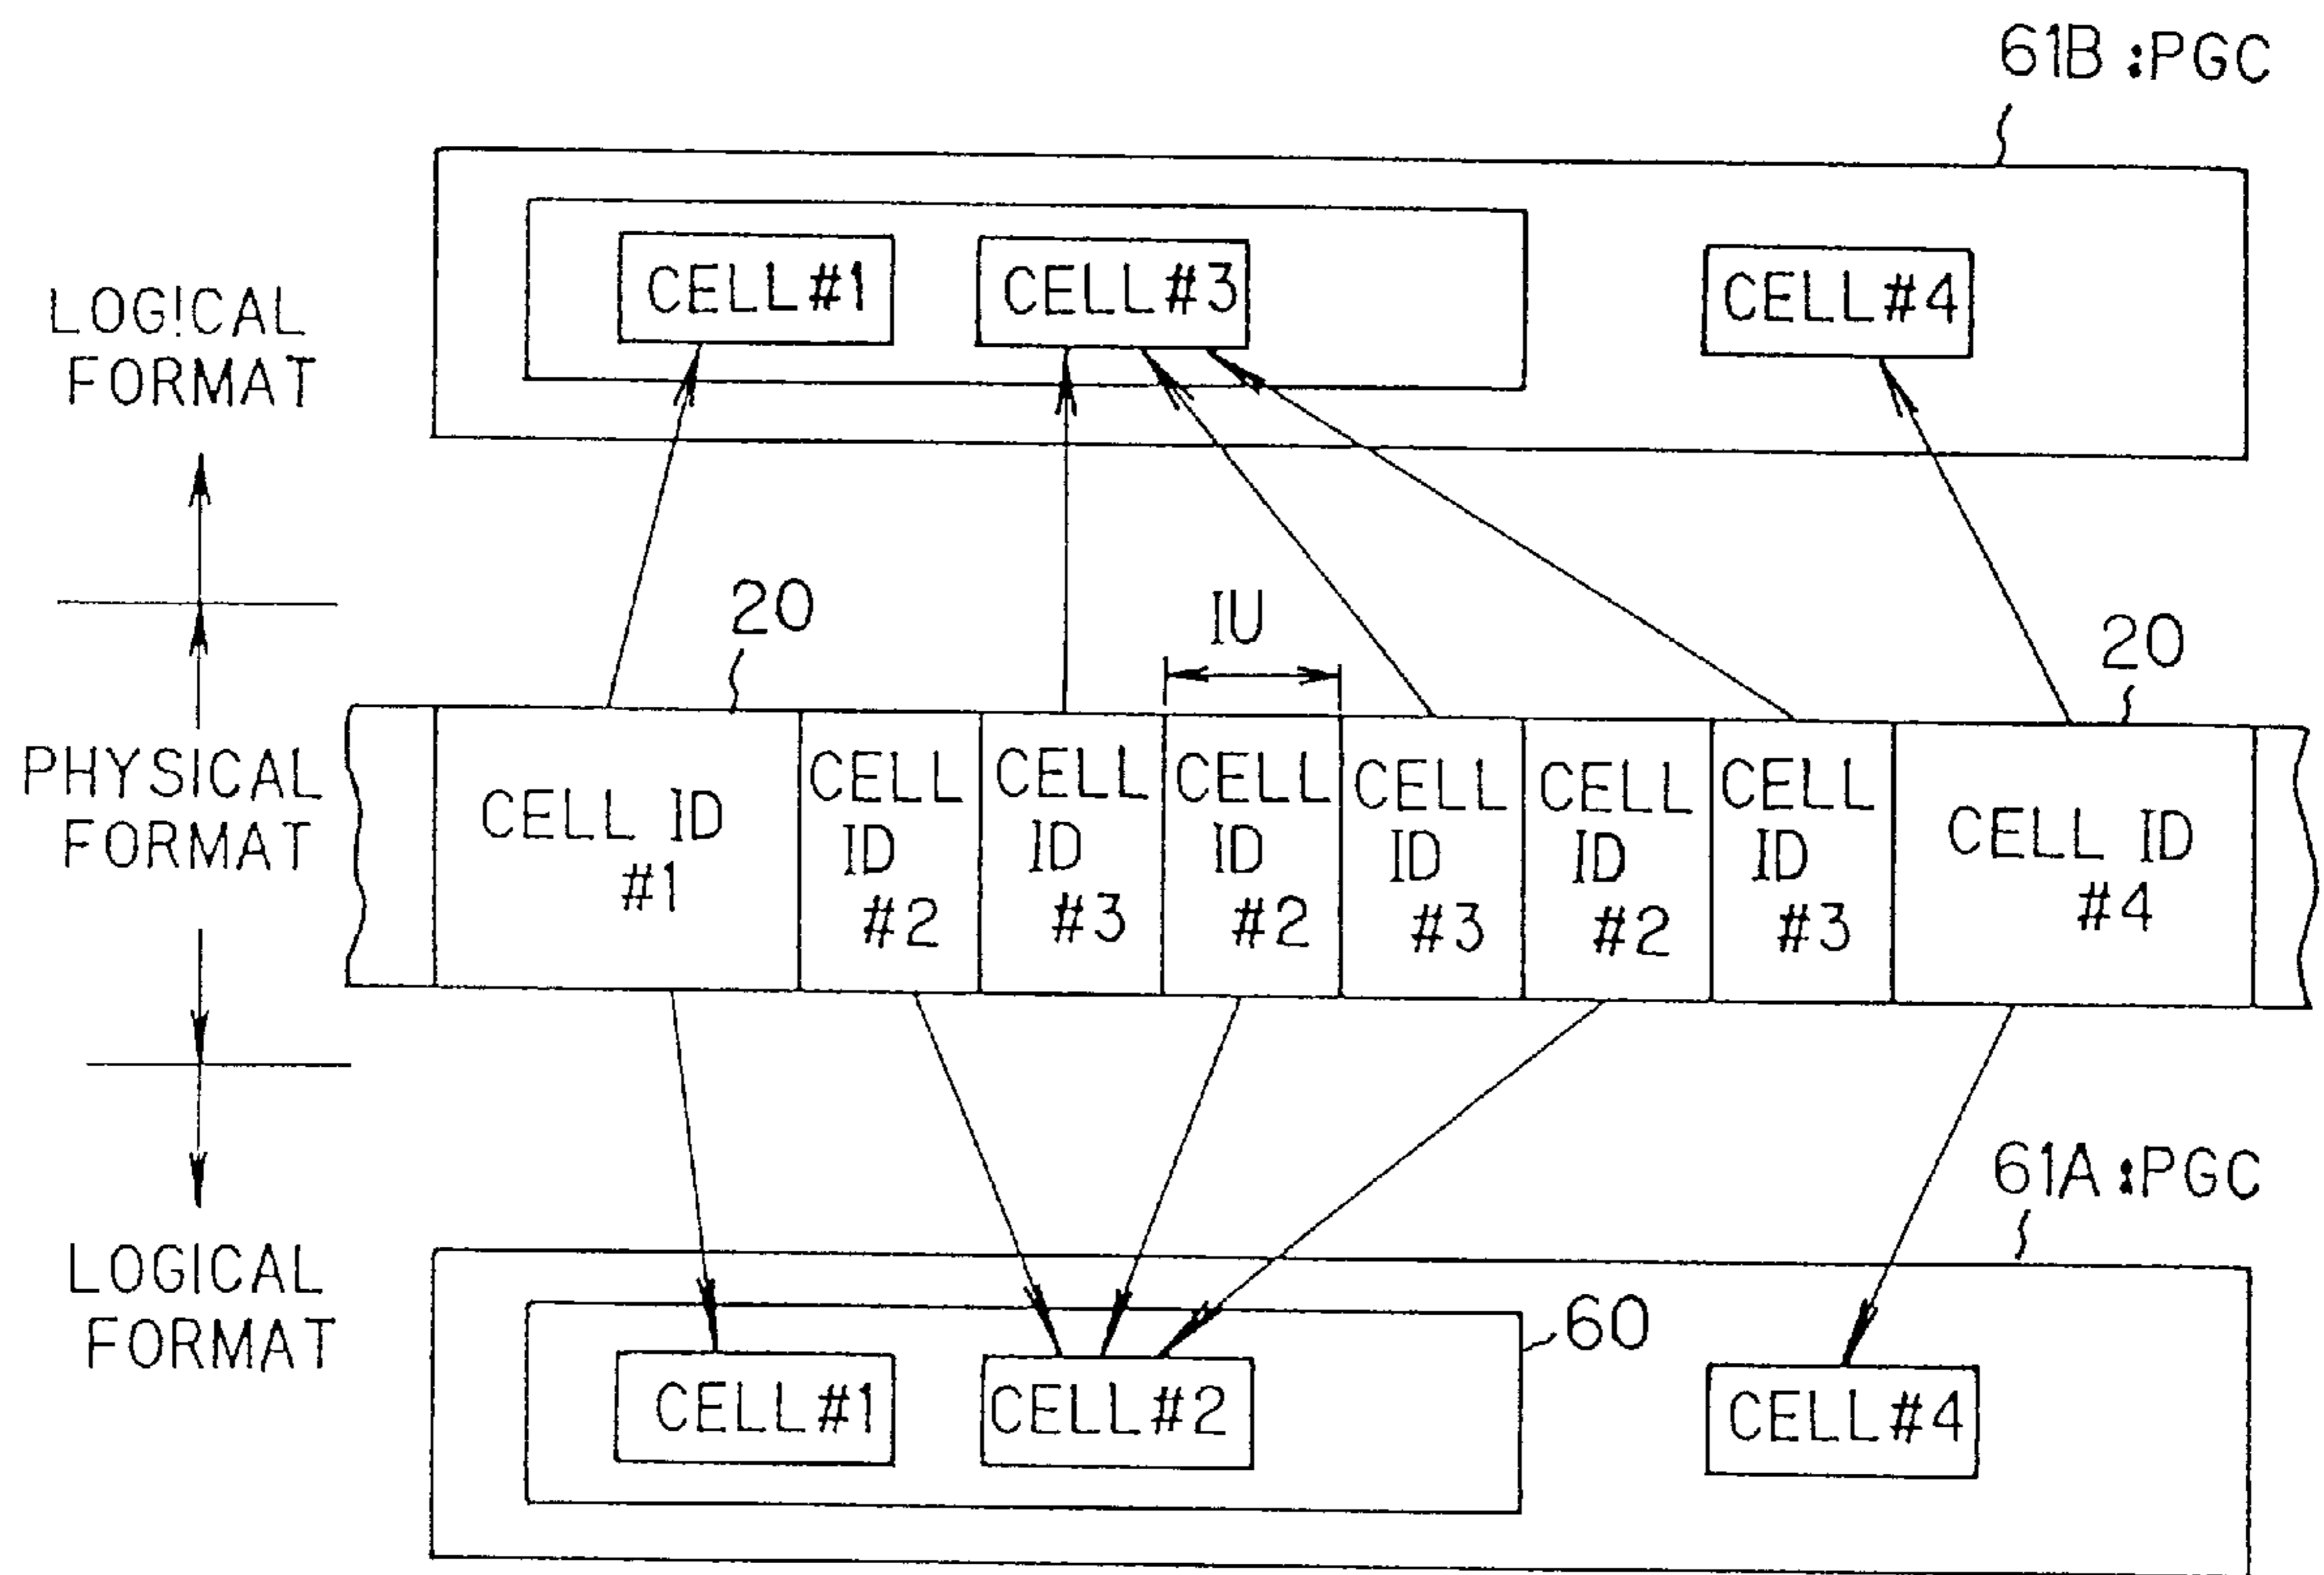 61B :PGC
CELL#1
CELL#3
CELL#4
LOGICAL
FORMAT
20
IU
20
PHYSICAL
FORMAT
CELL ID
#1
CELL
ID
#2
CELL
ID
#3
CELL
ID
#2
CELL
ID
#3
CELL
ID
#2
CELL
ID
#3
CELL ID
#4
61A :PGC
LOGICAL
FORMAT
60
CELL#1
CELL#2
CELL#4